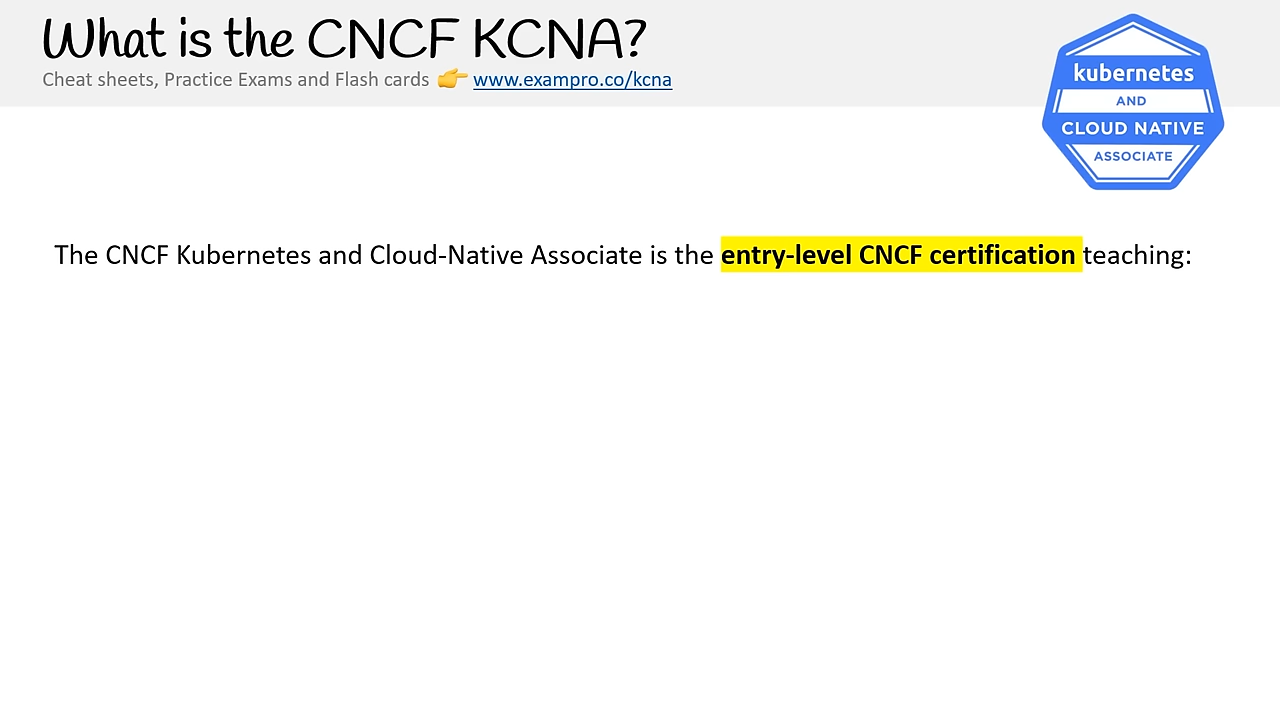 What is the CNCF KCNA?
Cheat sheets, Practice Exams and Flash cards 👉 www.exampro.co/kcna
kubernetes
AND
CLOUD NATIVE
ASSOCIATE
The CNCF Kubernetes and Cloud-Native Associate is the entry-level CNCF certification teaching: